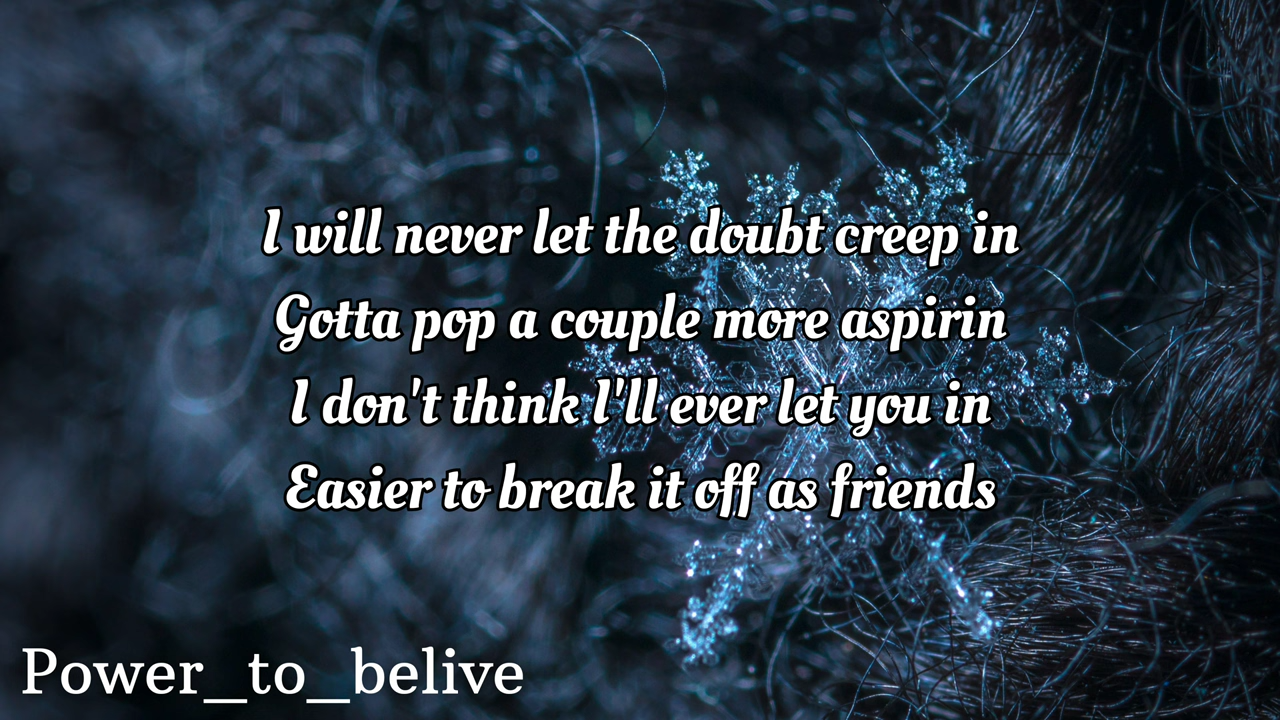 I will never let the doubt creep in
Gotta pop a couple more aspirin
I don't think I'll ever let you in
Easier to break it off as friends
Power_to_belive